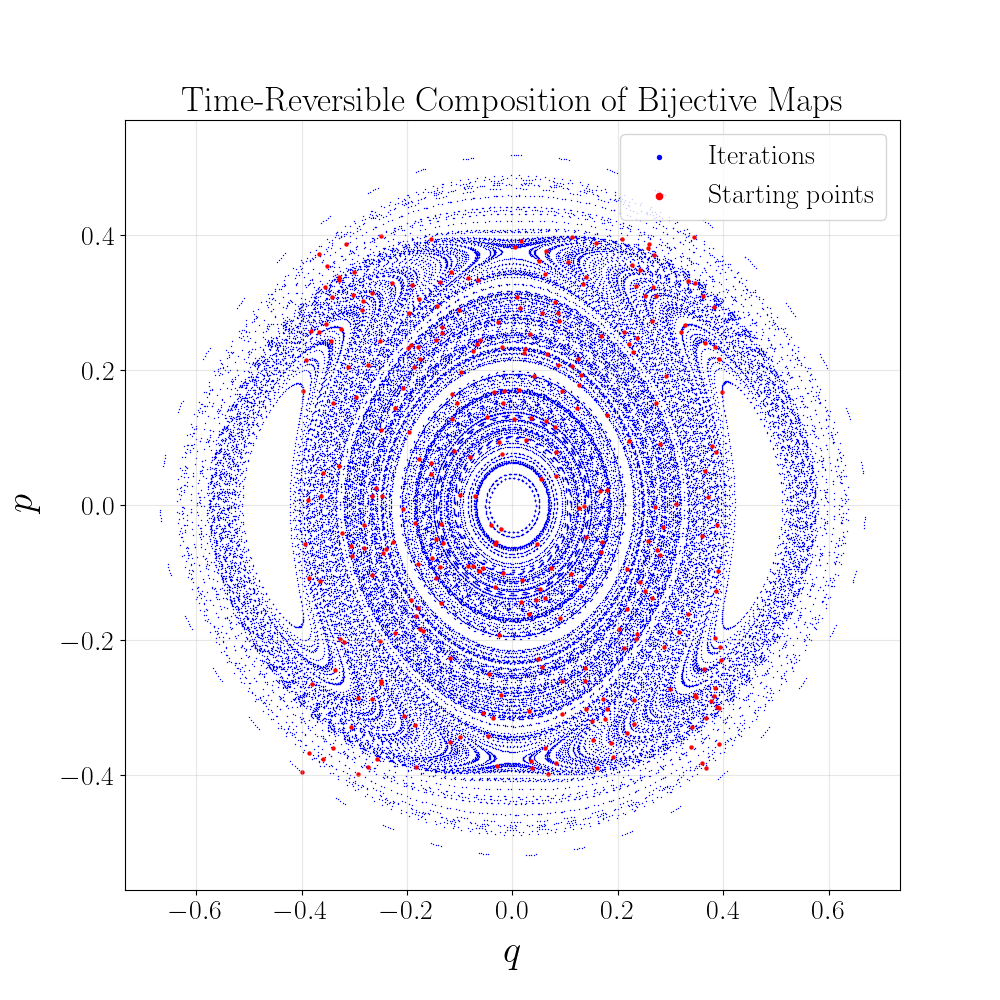 Time-Reversible Composition of Bijective Maps
Iterations
Starting points
p
0.4
0.2
0.0
−0.2
−0.4
−0.6
−0.4
−0.2
0.0
0.2
0.4
0.6
q